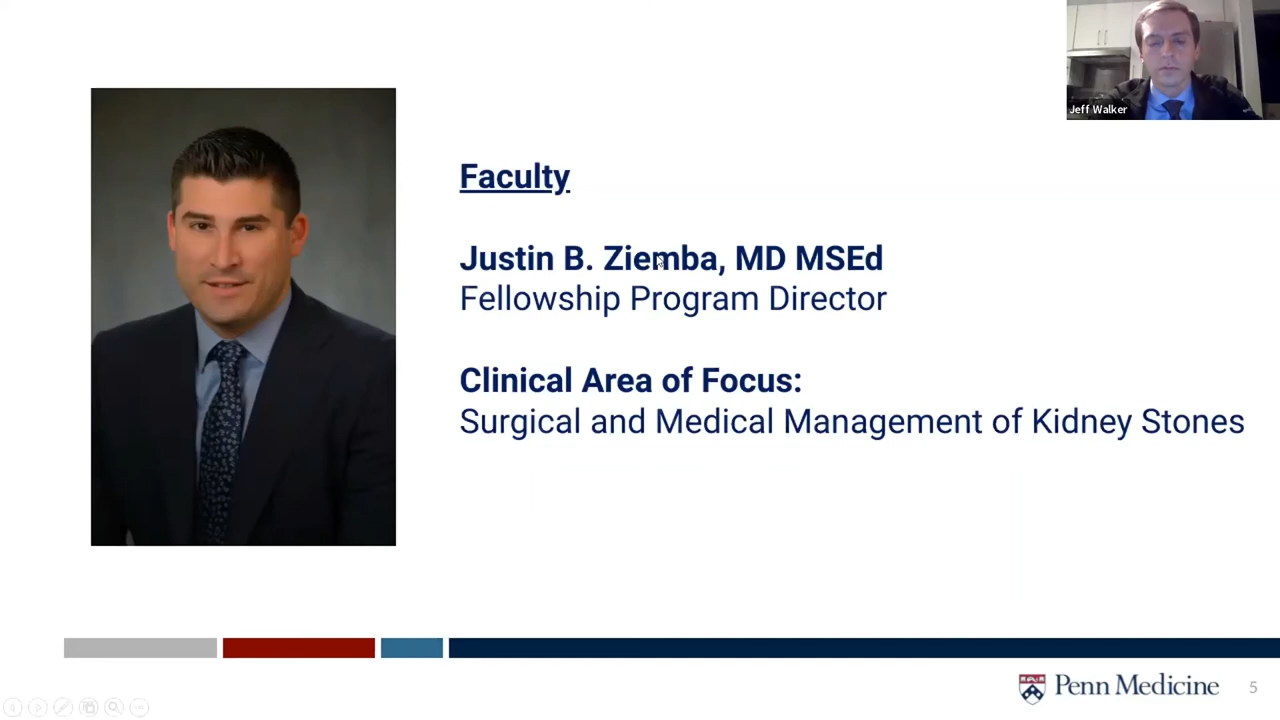 Jeff Walker
Faculty
Justin B. Ziemba, MD MSEd
Fellowship Program Director
Clinical Area of Focus:
Surgical and Medical Management of Kidney Stones
Penn Medicine
5